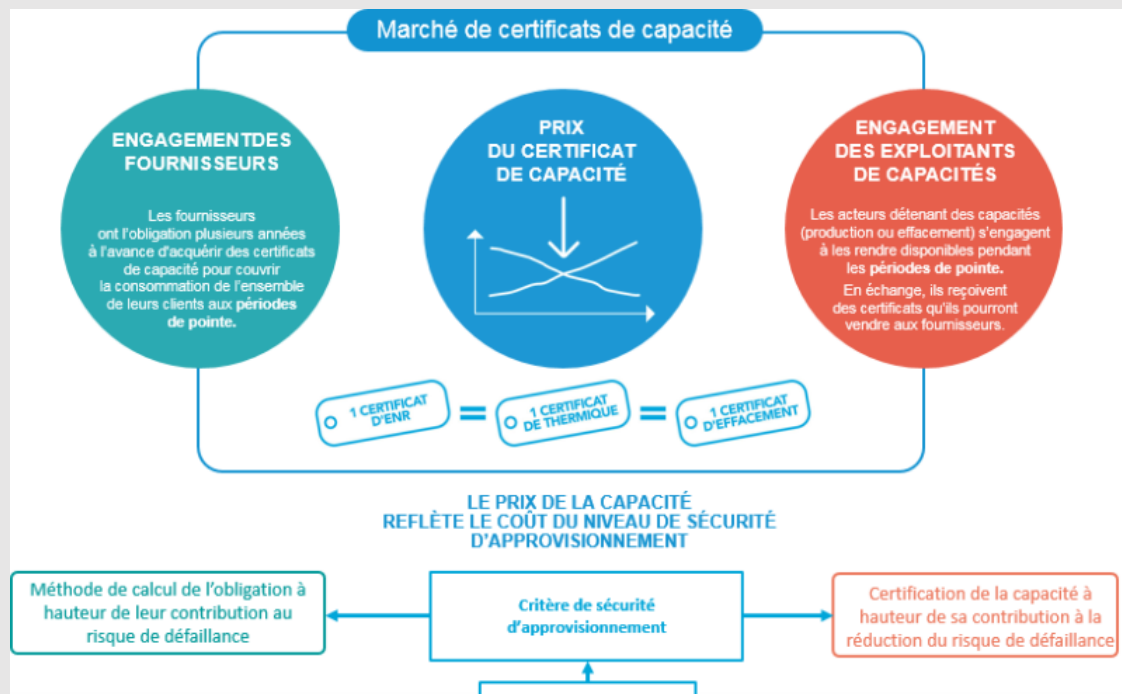 Marché de certificats de capacité
ENGAGEMENTDES
FOURNISSEURS
Les fournisseurs
ont l'obligation plusieurs années
à l'avance d'acquérir des certificats
de capacité pour couvrir
la consommation de l'ensemble
de leurs clients aux périodes
de pointe.
PRIX
DU CERTIFICAT
DE CAPACITÉ
ENGAGEMENT
DES EXPLOITANTS
DE CAPACITÉS
Les acteurs détenant des capacités
(production ou effacement) s'engagent
à les rendre disponibles pendant
les périodes de pointe.
En échange, ils reçoivent
des certificats qu'ils pourront
vendre aux fournisseurs.
1 CERTIFICAT
D'ENR
=
1 CERTIFICAT
DE THERMIQUE
=
1 CERTIFICAT
D'EFFACEMENT
LE PRIX DE LA CAPACITÉ
REFLÈTE LE COÛT DU NIVEAU DE SÉCURITÉ
D'APPROVISIONNEMENT
Méthode de calcul de l'obligation à
hauteur de leur contribution au
risque de défaillance
Critère de sécurité
d'approvisionnement
Certification de la capacité à
hauteur de sa contribution à la
réduction du risque de défaillance